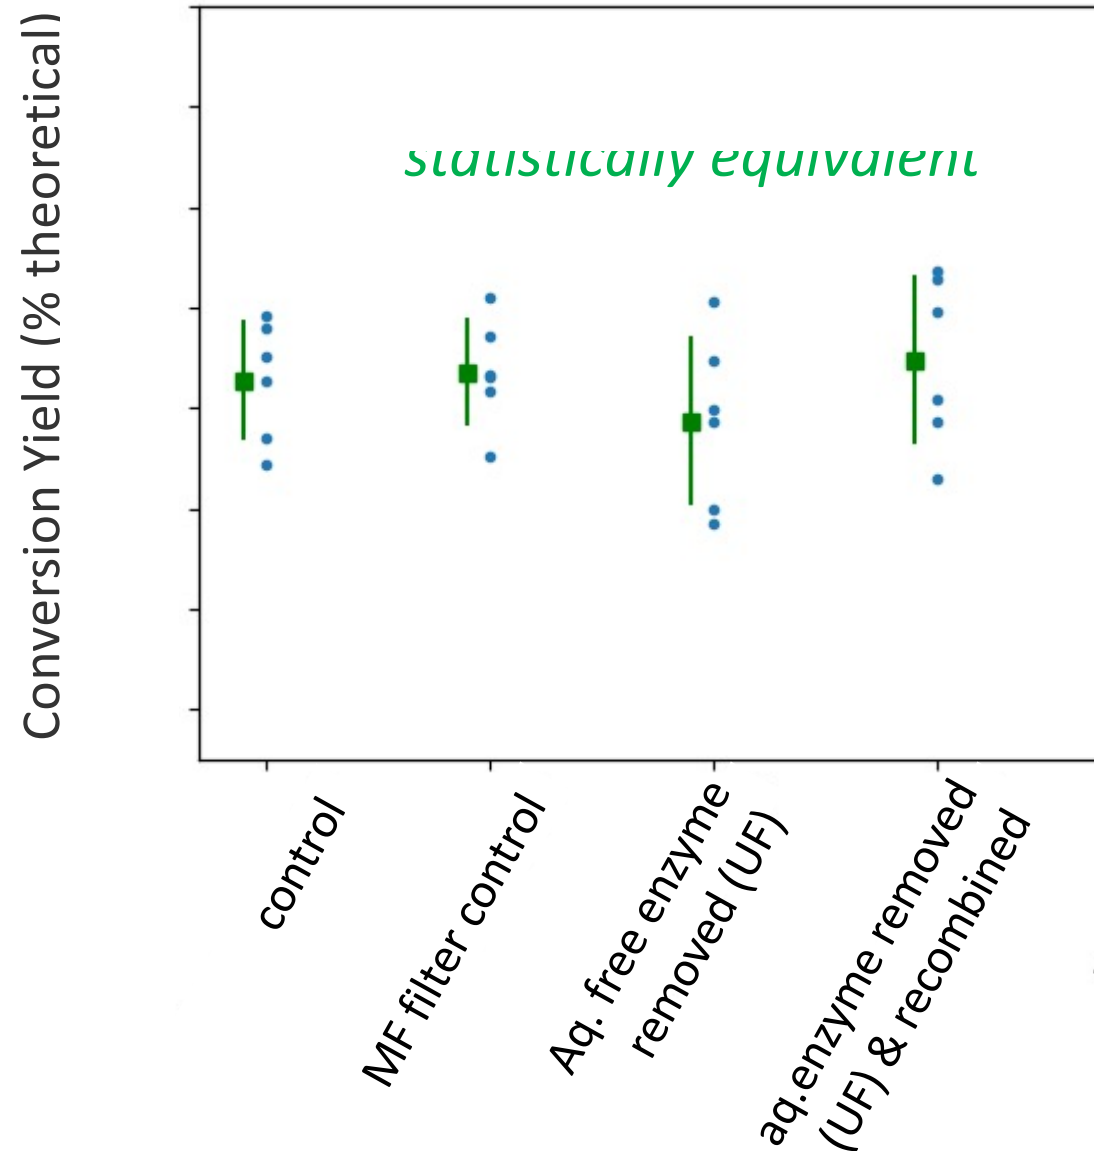 Conversion Yield (% theoretical)
statistically equivalent
control
MF filter control
Aq. free enzyme
removed (UF)
aq.enzyme removed
(UF) & recombined